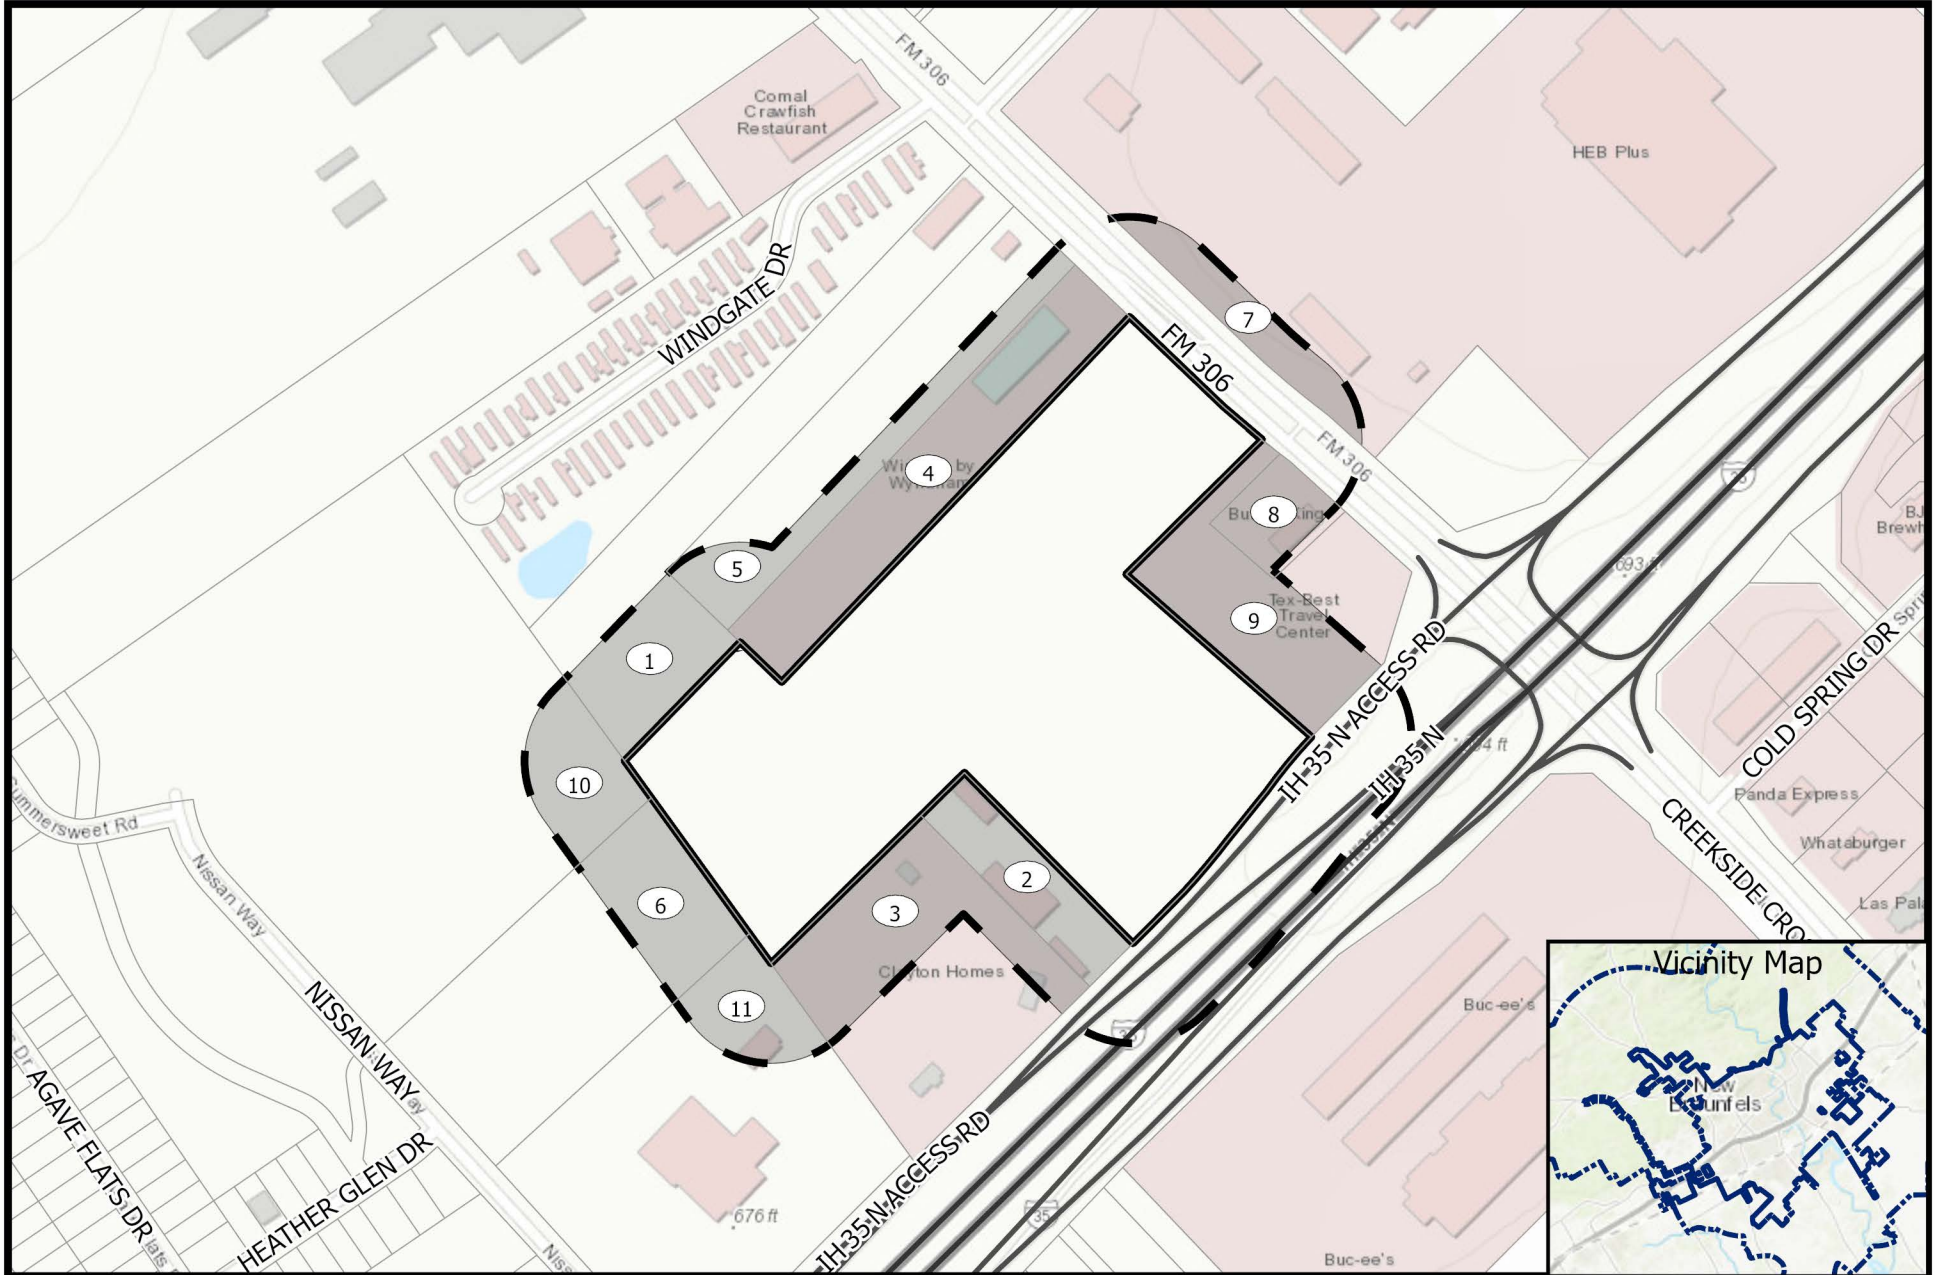 FM 306
Comal
Crawfish
Restaurant
HEB Plus
WINDGATE DR
7
FM 306
FM 306
4
8
5
9
Tex-Best
Travel
Center
693 ft
BJ
Brewh
1
10
6
3
2
11
Clayton Homes
IH 35 N ACCESS RD
IH 35 N
COLD SPRING DR
Panda Express
Whataburger
CREEKSIDE CRO
Summersweet Rd
Nissan Way
NISSAN WAY
AGAVE FLATS DR
HEATHER GLEN DR
676 ft
IH 35 N ACCESS RD
35
Buc-ee's
Buc-ee's
Vicinity Map
New
Braunfels